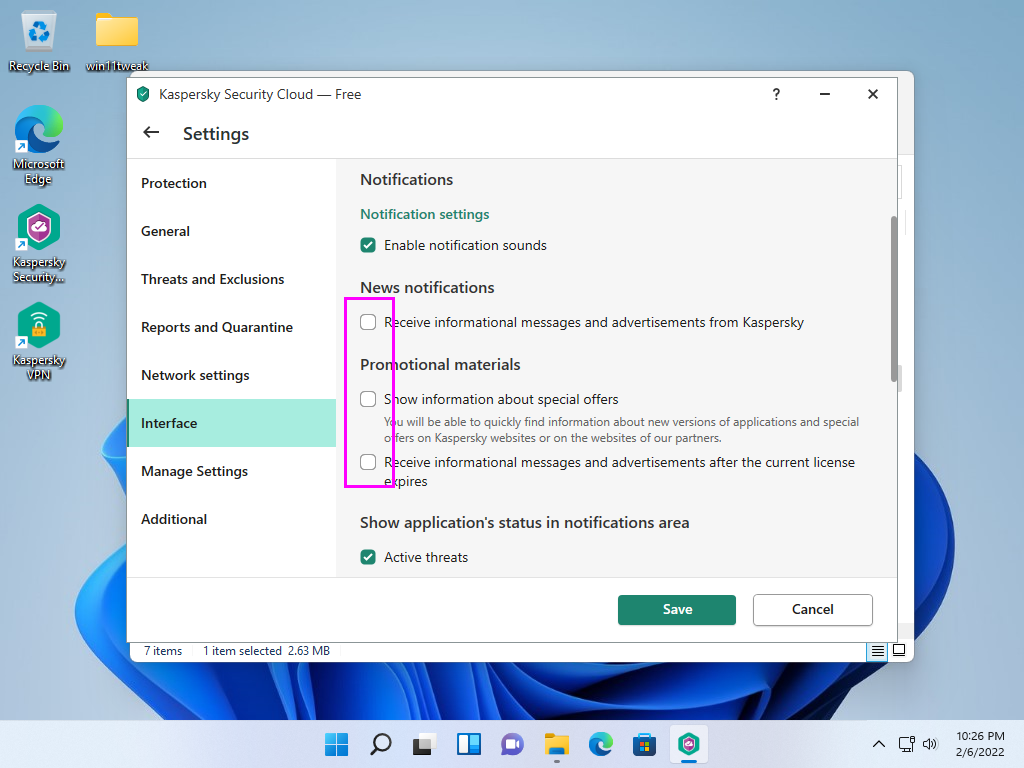 Recycle Bin
win11tweak
Microsoft
Edge
Kaspersky
Security...
Kaspersky
VPN
Kaspersky Security Cloud — Free
?
Settings
Protection
General
Threats and Exclusions
Reports and Quarantine
Network settings
Interface
Manage Settings
Additional
Notifications
Notification settings
Enable notification sounds
News notifications
Receive informational messages and advertisements from Kaspersky
Promotional materials
Show information about special offers
You will be able to quickly find information about new versions of applications and special
offers on Kaspersky websites or on the websites of our partners.
Receive informational messages and advertisements after the current license
expires
Show application's status in notifications area
Active threats
Save
Cancel
7 items
1 item selected 2.63 MB
10:26 PM
2/6/2022